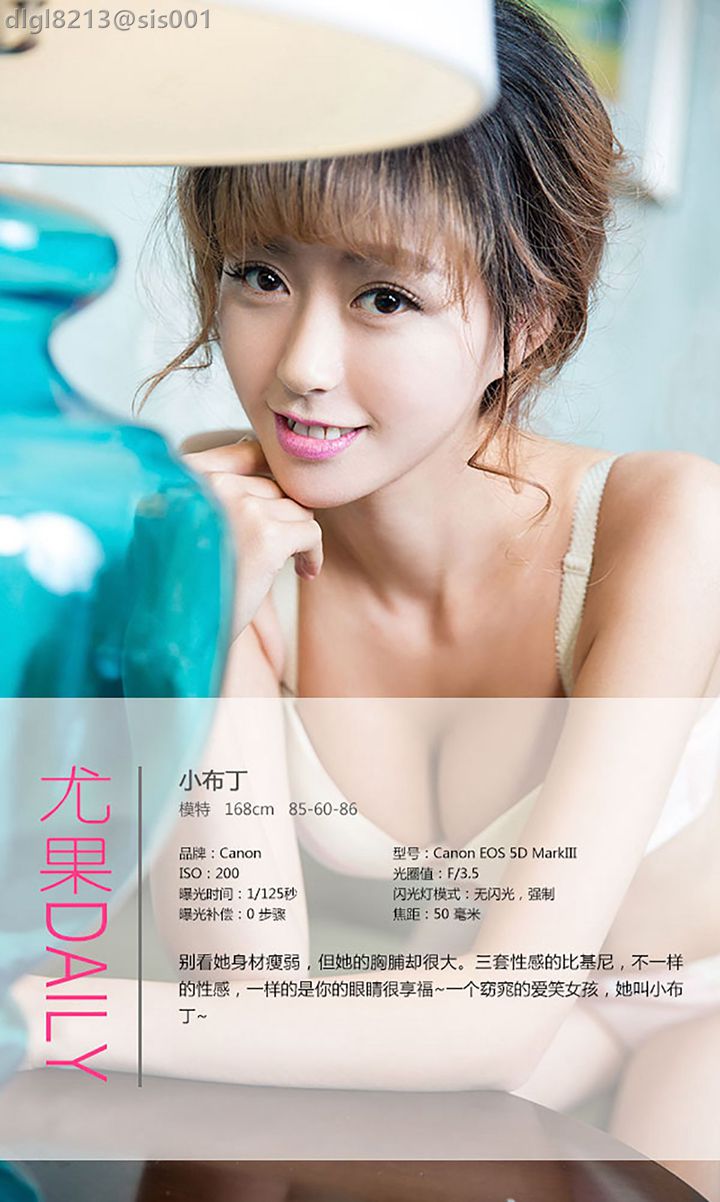 dlgl8213@sis001
尤果DAILY
小布丁
模特 168cm 85-60-86
品牌：Canon 型号：Canon EOS 5D MarkIII
ISO：200 光圈值：F/3.5
曝光时间：1/125秒 闪光灯模式：无闪光，强制
曝光补偿：0 步骤 焦距：50 毫米
别看她身材瘦弱，但她的胸脯却很大。三套性感的比基尼，不一样
的性感，一样的是你的眼睛很享福~一个窈窕的爱笑女孩，她叫小布
丁~